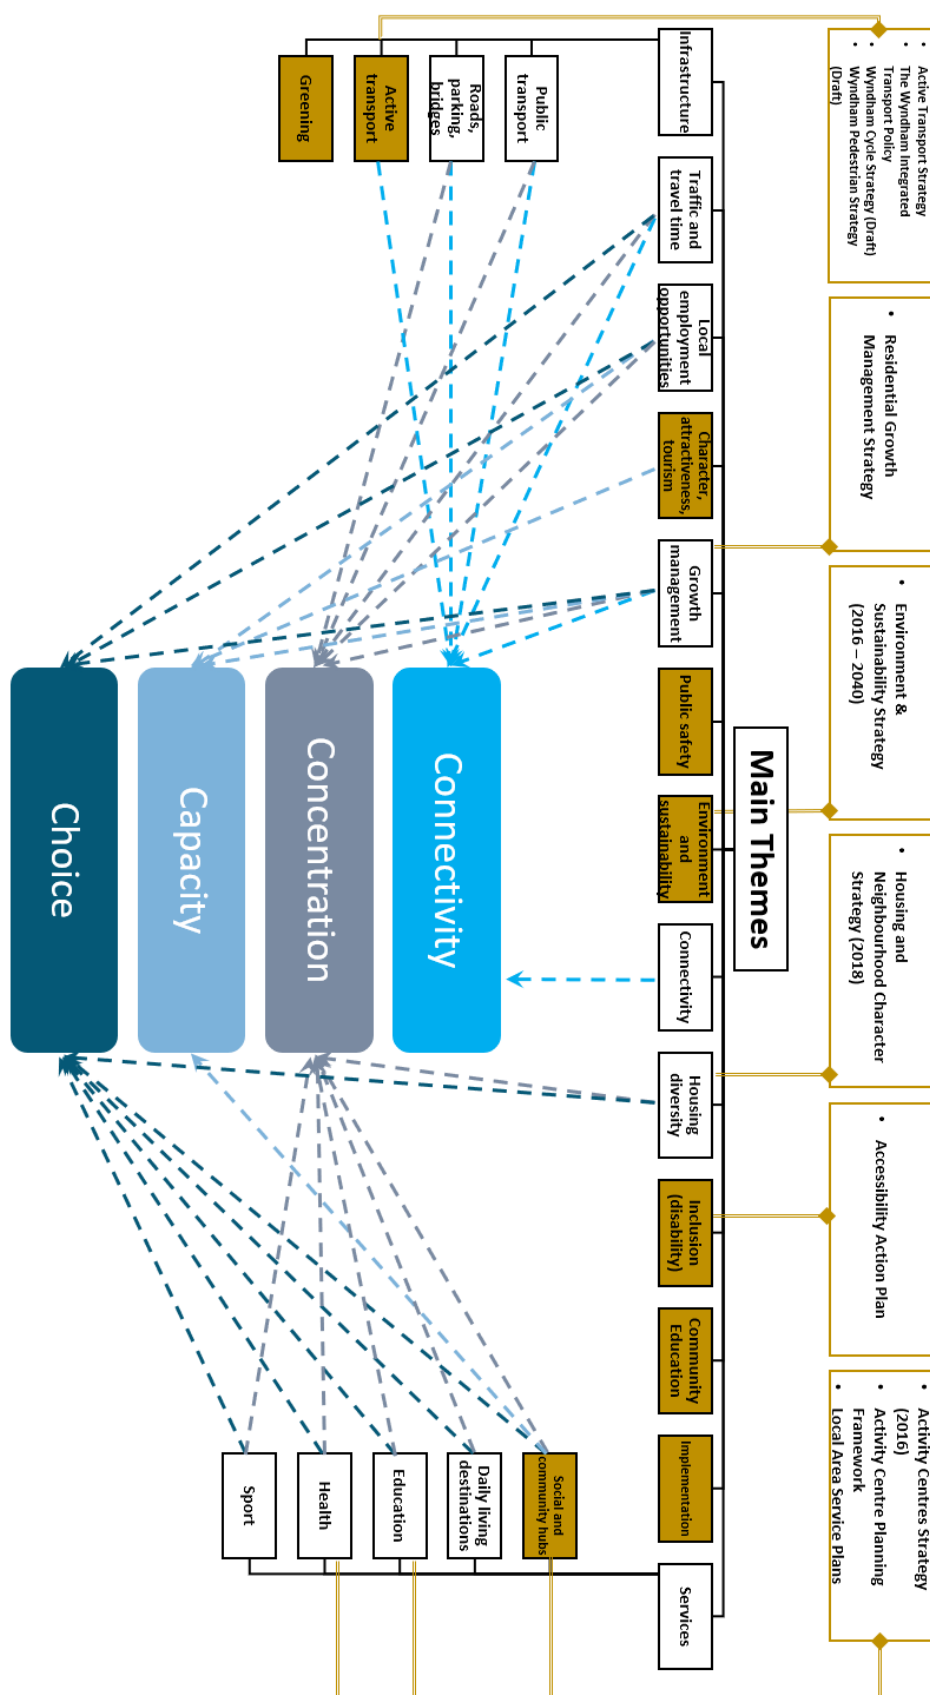 • Active Transport Strategy
• The Wyndham Integrated
Transport Policy
• Wyndham Cycle Strategy (Draft)
• Wyndham Pedestrian Strategy
(Draft)
• Residential Growth
Management Strategy
• Environment &
Sustainability Strategy
(2016 – 2040)
• Housing and
Neighbourhood Character
Strategy (2018)
• Accessibility Action Plan
• Activity Centres Strategy
(2016)
• Activity Centre Planning
Framework
• Local Area Service Plans
Main Themes
Infrastructure
Traffic and
travel time
Local
employment
opportunities
Character,
attractiveness,
tourism
Growth
management
Public safety
Environment
and
sustainability
Connectivity
Housing
diversity
Inclusion
(disability)
Community
Education
Implementation
Services
Public
transport
Roads,
parking,
bridges
Active
transport
Greening
Social and
community hubs
Daily living
destinations
Education
Health
Sport
Connectivity
Concentration
Capacity
Choice